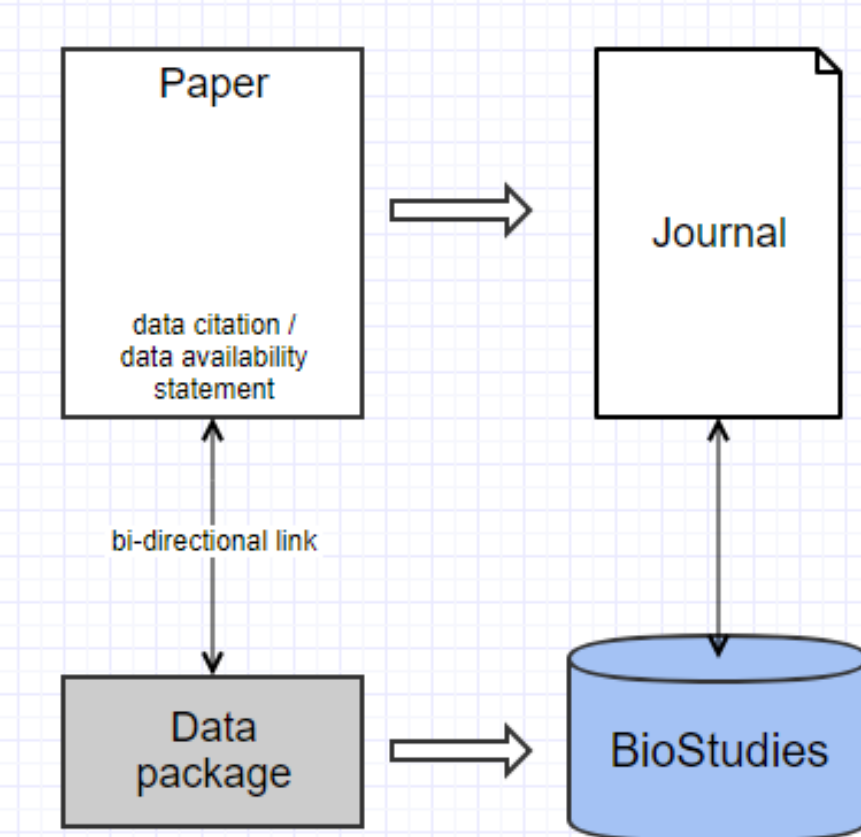 Paper
Journal
data citation /
data availability
statement
bi-directional link
Data
package
BioStudies